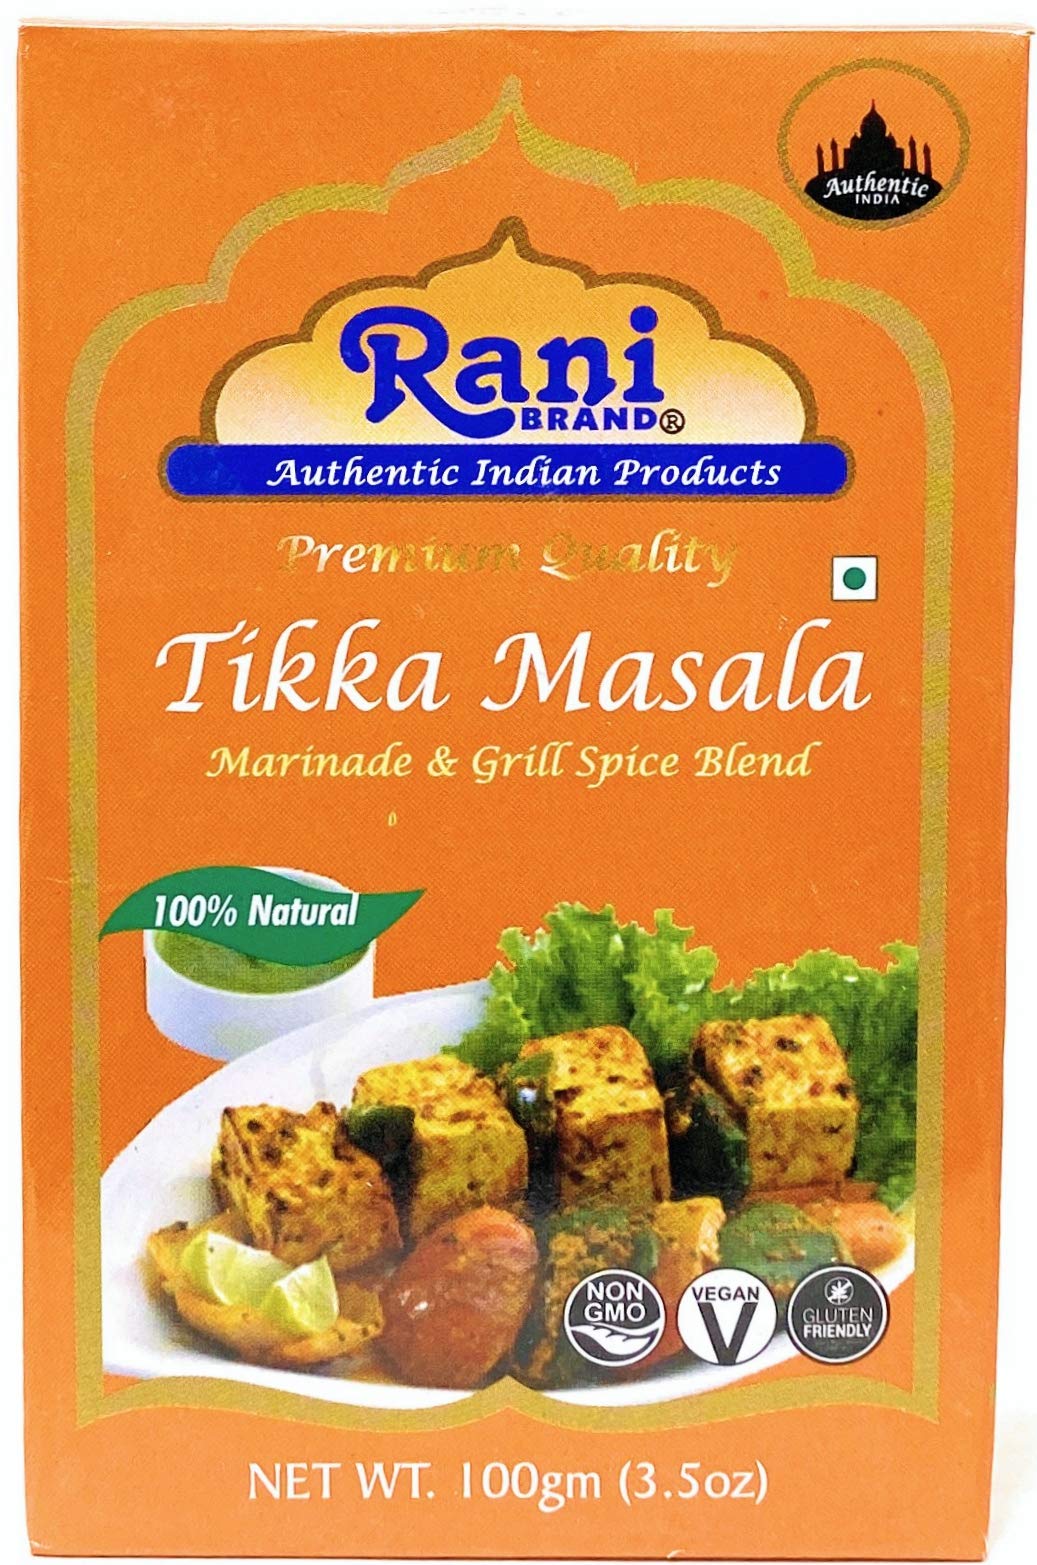 Authentic
INDIA
Rani
BRAND®
Authentic Indian Products
Premium Quality
Tikka Masala
Marinade & Grill Spice Blend
100% Natural
NON
GMO
VEGAN
V
GLUTEN
FRIENDLY
NET WT. 100gm (3.5oz)